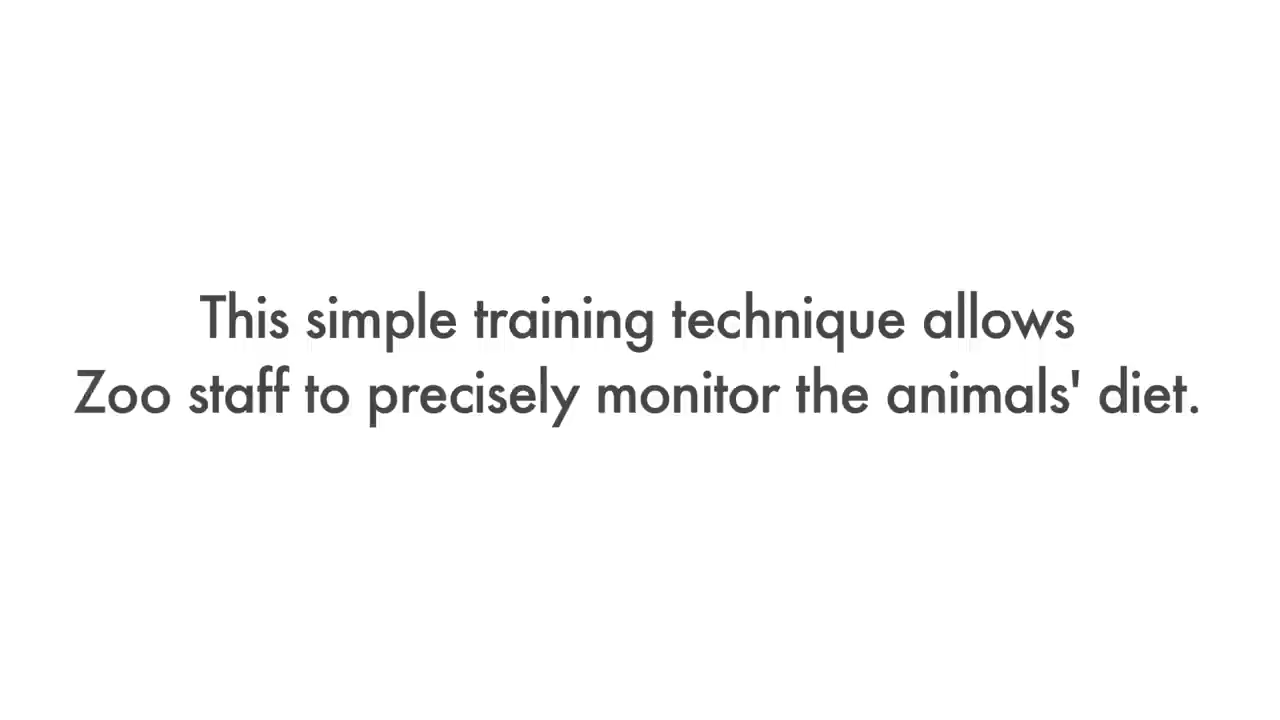 This simple training technique allows
Zoo staff to precisely monitor the animals' diet.